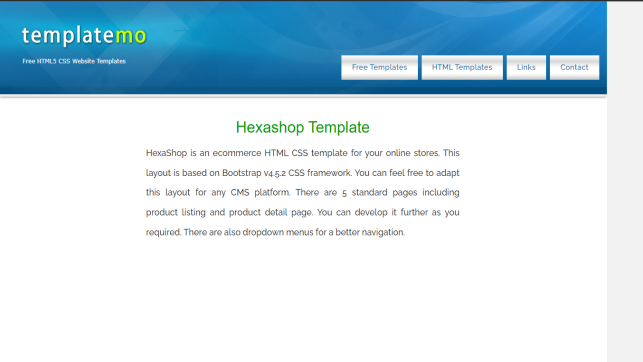 templatemo
Free HTML5 CSS Website Templates
Free Templates
HTML Templates
Links
Contact
Hexashop Template
HexaShop is an ecommerce HTML CSS template for your online stores. This
layout is based on Bootstrap v4.5.2 CSS framework. You can feel free to adapt
this layout for any CMS platform. There are 5 standard pages including
product listing and product detail page. You can develop it further as you
required. There are also dropdown menus for a better navigation.